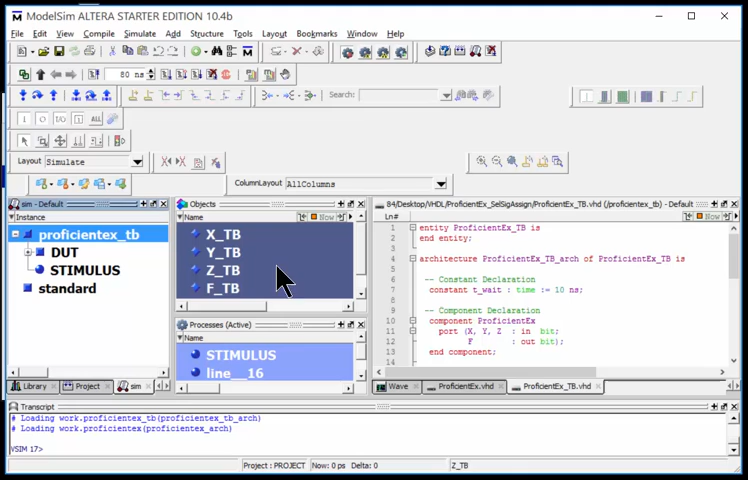 ModelSim ALTERA STARTER EDITION 10.4b
File Edit View Compile Simulate Add Structure Tools Layout Bookmarks Window Help
80 ns
Search:
ALL
Layout Simulate
ColumnLayout AllColumns
sim - Default
Instance
proficientex_tb
DUT
STIMULUS
standard
Library Project sim
Objects
Name
Now
X_TB
Y_TB
Z_TB
F_TB
Processes (Active)
Name
STIMULUS
line__16
84/Desktop/VHDL/ProficientEx_SelSigAssign/ProficientEx_TB.vhd (/proficientex_tb) - Default
Ln# Now
1 entity ProficientEx_TB is
2 end entity;
3
4 architecture ProficientEx_TB_arch of ProficientEx_TB is
5
6 -- Constant Declaration
7 constant t_wait : time := 10 ns;
8
9 -- Component Declaration
10 component ProficientEx
11 port (X, Y, Z : in bit;
12 F : out bit);
13 end component;
14
Wave ProficientEx.vhd ProficientEx_TB.vhd
Transcript
# Loading work.proficientex_tb(proficientex_tb_arch)
# Loading work.proficientex(proficientex_arch)
VSIM 17>
Project : PROJECT Now: 0 ps Delta: 0 Z_TB